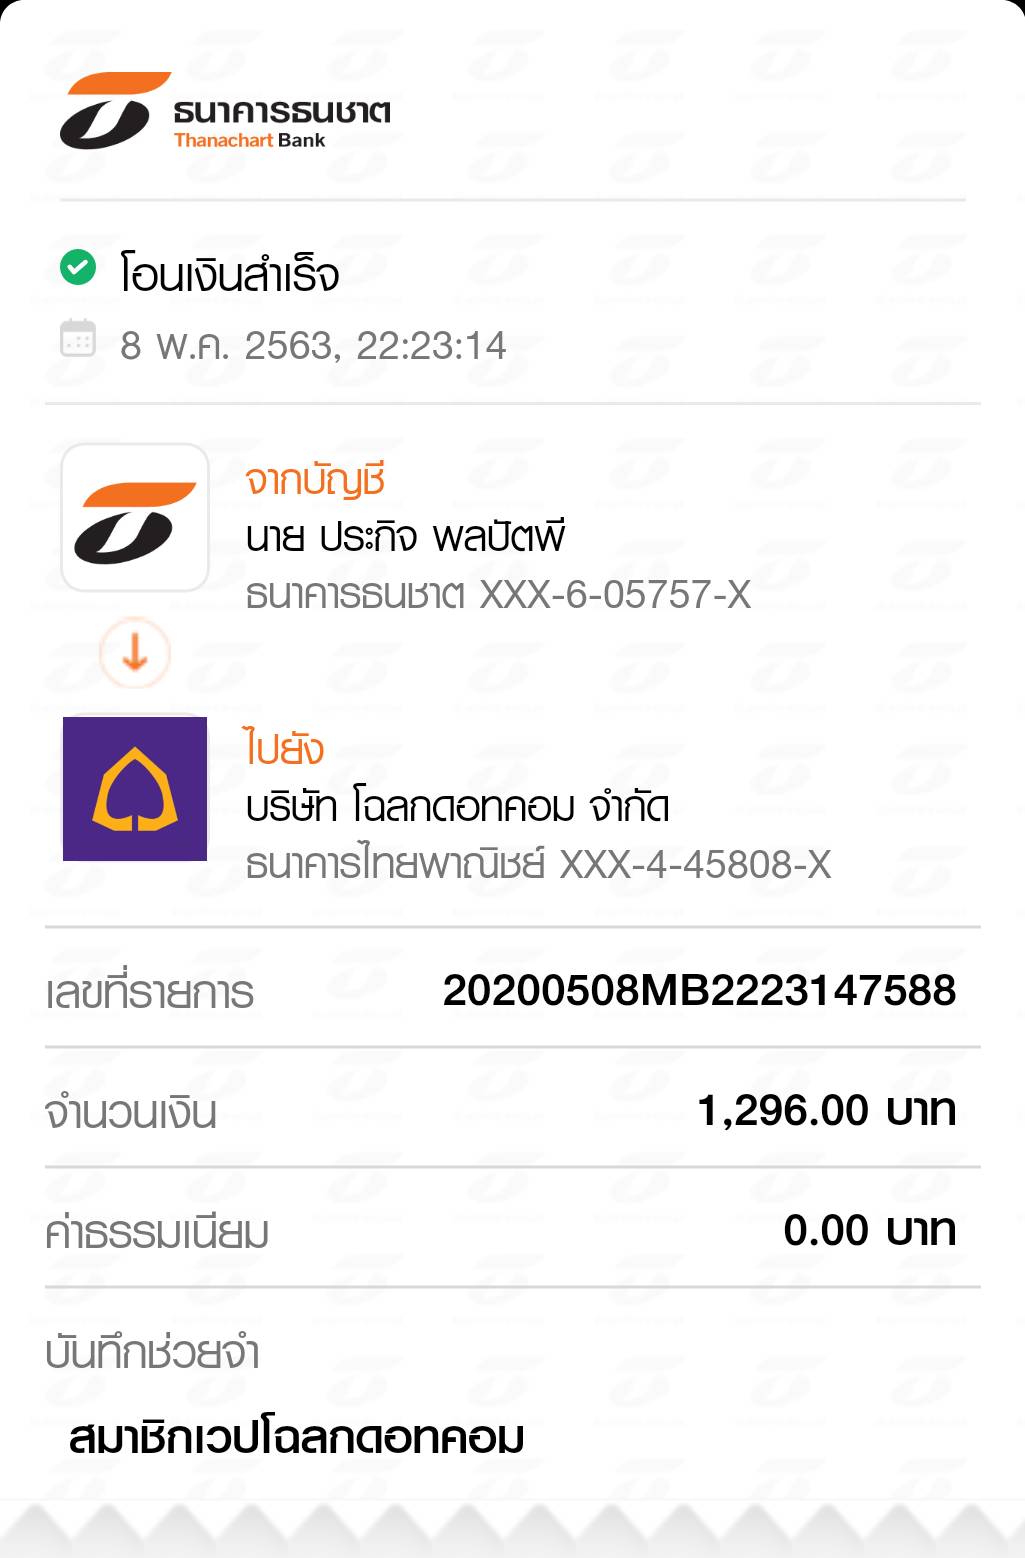 ธนาคารธนชาต
Thanachart Bank
โอนเงินสำเร็จ
8 พ.ค. 2563, 22:23:14
จากบัญชี
นาย ประกิจ พลปัตพี
ธนาคารธนชาต XXX-6-05757-X
ไปยัง
บริษัท โฉลกดอทคอม จำกัด
ธนาคารไทยพาณิชย์ XXX-4-45808-X
เลขที่รายการ 20200508MB2223147588
จำนวนเงิน 1,296.00 บาท
ค่าธรรมเนียม 0.00 บาท
บันทึกช่วยจำ
สมาชิกเวปโฉลกดอทคอม